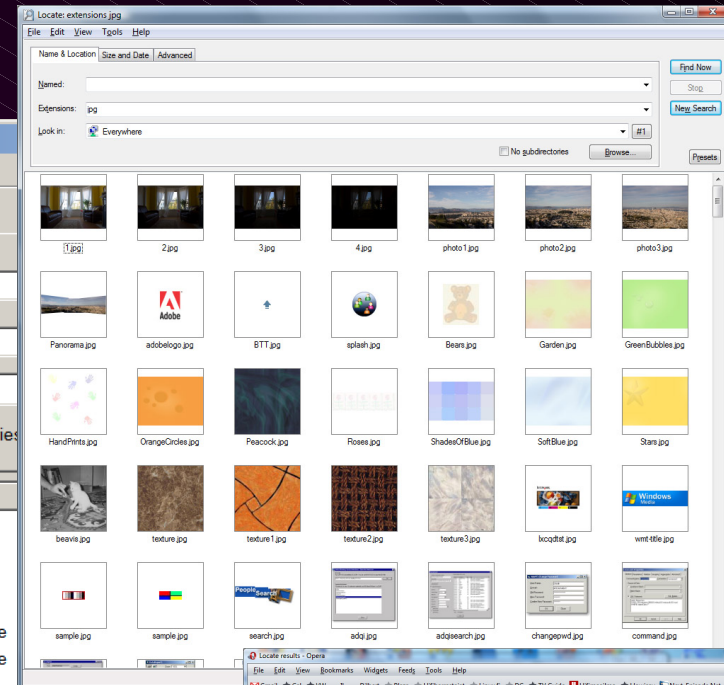 Locate: extensions jpg
File Edit View Tools Help
Name & Location Size and Date Advanced
Named:
Find Now
Stop
Extensions: jpg
New Search
Look in: Everywhere #1
No subdirectories Browse... Presets
1.jpg 2.jpg 3.jpg 4.jpg photo1.jpg photo2.jpg photo3.jpg
Adobe
Panorama.jpg adobelogo.jpg BTT.jpg splash.jpg Bears.jpg Garden.jpg GreenBubbles.jpg
HandPrints.jpg OrangeCircles.jpg Peacock.jpg Roses.jpg ShadesOfBlue.jpg SoftBlue.jpg Stars.jpg
Windows
Media
beavis.jpg texture.jpg texture1.jpg texture2.jpg texture3.jpg lxcqdtst.jpg wmt-title.jpg
People
Search
sample.jpg sample.jpg search.jpg adqi.jpg adqisearch.jpg changepwd.jpg command.jpg
Locate results - Opera
File Edit View Bookmarks Widgets Feeds Tools Help